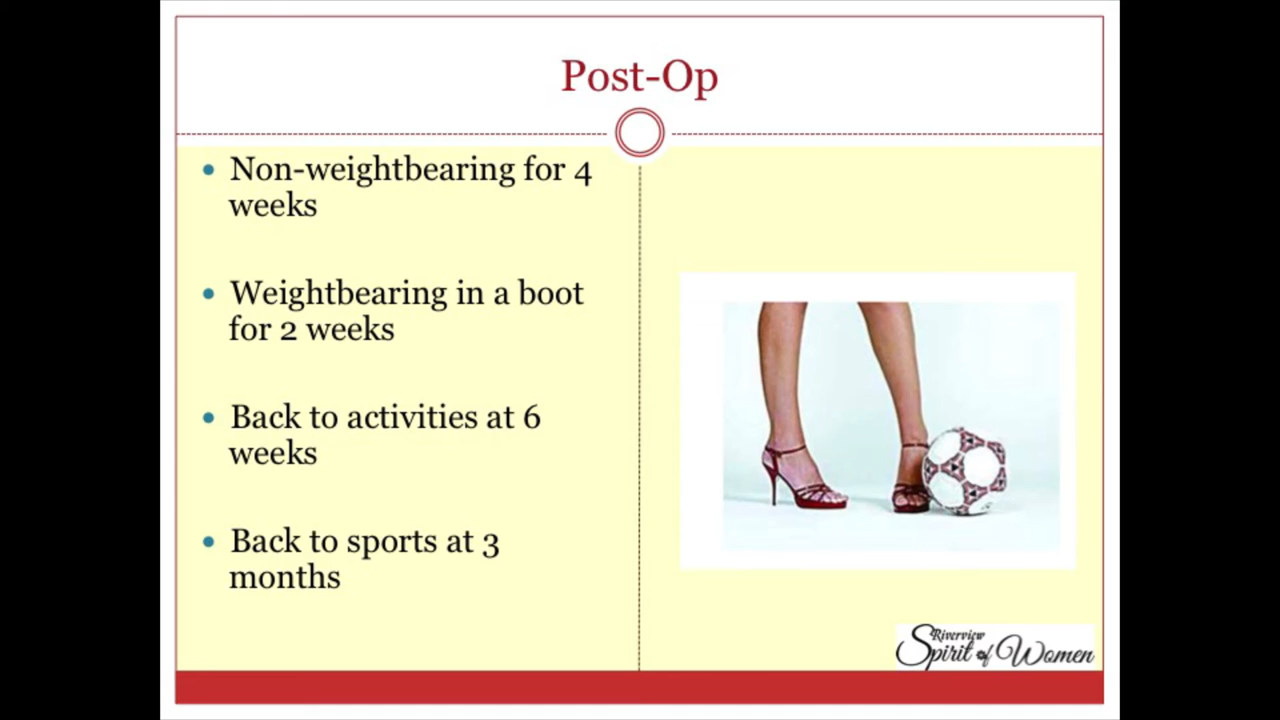 Post-Op
• Non-weightbearing for 4
weeks
• Weightbearing in a boot
for 2 weeks
• Back to activities at 6
weeks
• Back to sports at 3
months
Riverview
Spirit of Women